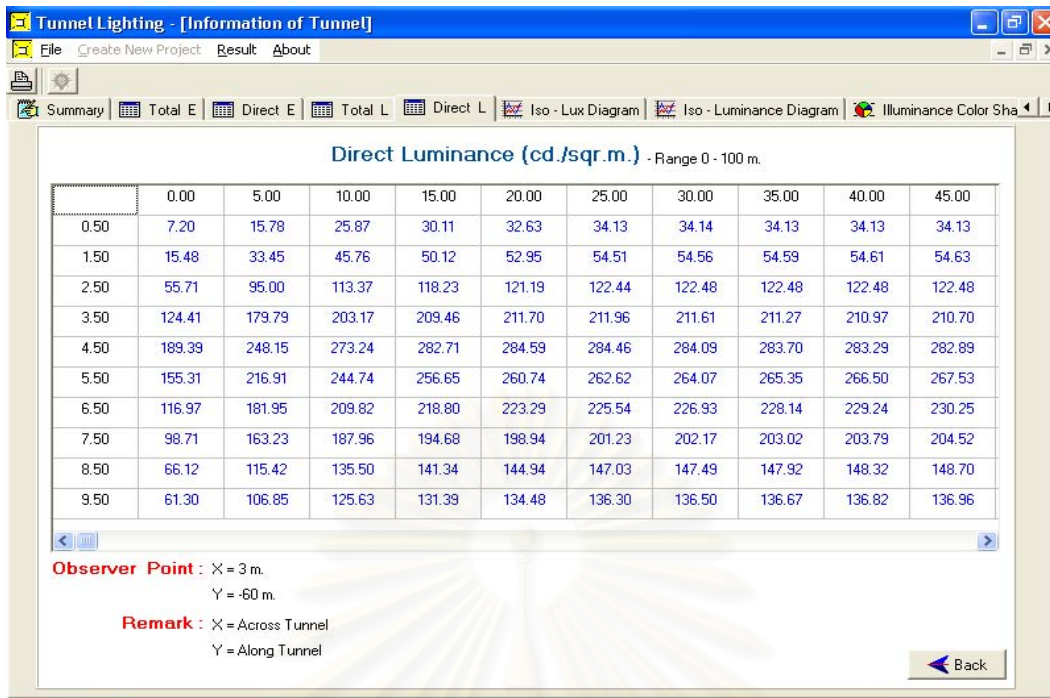 Tunnel Lighting - [Information of Tunnel]
File Create New Project Result About
Summary Total E Direct E Total L Direct L Iso - Lux Diagram Iso - Luminance Diagram Illuminance Color Sha
Direct Luminance (cd./sqr.m.) - Range 0 - 100 m.
0.00 5.00 10.00 15.00 20.00 25.00 30.00 35.00 40.00 45.00
0.50 7.20 15.78 25.87 30.11 32.63 34.13 34.14 34.13 34.13 34.13
1.50 15.48 33.45 45.76 50.12 52.95 54.51 54.56 54.59 54.61 54.63
2.50 55.71 95.00 113.37 118.23 121.19 122.44 122.48 122.48 122.48 122.48
3.50 124.41 179.79 203.17 209.46 211.70 211.96 211.61 211.27 210.97 210.70
4.50 189.39 248.15 273.24 282.71 284.59 284.46 284.09 283.70 283.29 282.89
5.50 155.31 216.91 244.74 256.65 260.74 262.62 264.07 265.35 266.50 267.53
6.50 116.97 181.95 209.82 218.80 223.29 225.54 226.93 228.14 229.24 230.25
7.50 98.71 163.23 187.96 194.68 198.94 201.23 202.17 203.02 203.79 204.52
8.50 66.12 115.42 135.50 141.34 144.94 147.03 147.49 147.92 148.32 148.70
9.50 61.30 106.85 125.63 131.39 134.48 136.30 136.50 136.67 136.82 136.96
Observer Point : X = 3 m.
Y = -60 m.
Remark : X = Across Tunnel
Y = Along Tunnel
Back